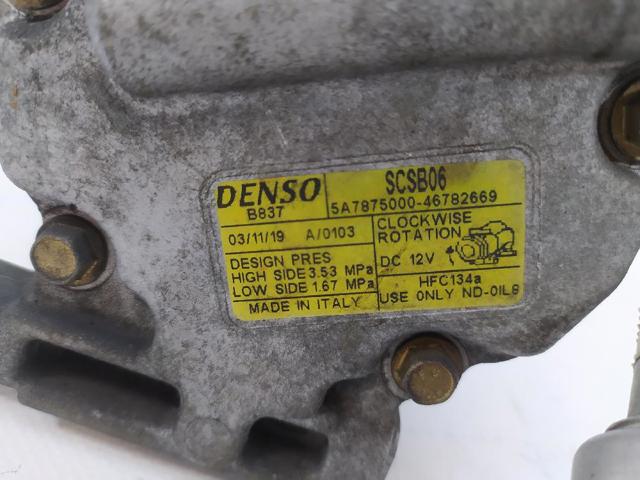 DENSO
SCSB06
B837
5A7875000-46782669
03/11/19 A/0103
CLOCKWISE
ROTATION
DC 12V
DESIGN PRES
HIGH SIDE 3.53 MPa
LOW SIDE 1.67 MPa
HFC134a
MADE IN ITALY
USE ONLY ND-OIL8